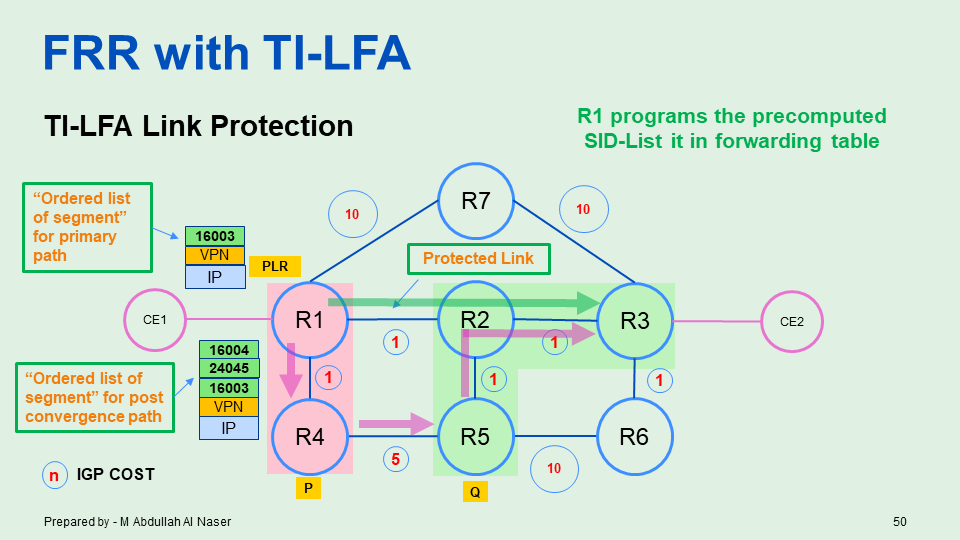 FRR with TI-LFA
TI-LFA Link Protection
R1 programs the precomputed
SID-List it in forwarding table
“Ordered list
of segment”
for primary
path
16003
VPN
IP
PLR
10
R7
10
Protected Link
CE1
R1
R2
R3
CE2
1
1
16004
24045
16003
VPN
IP
“Ordered list of
segment” for post
convergence path
1
1
1
R4
R5
R6
5
10
P
Q
n
IGP COST
Prepared by - M Abdullah Al Naser
50